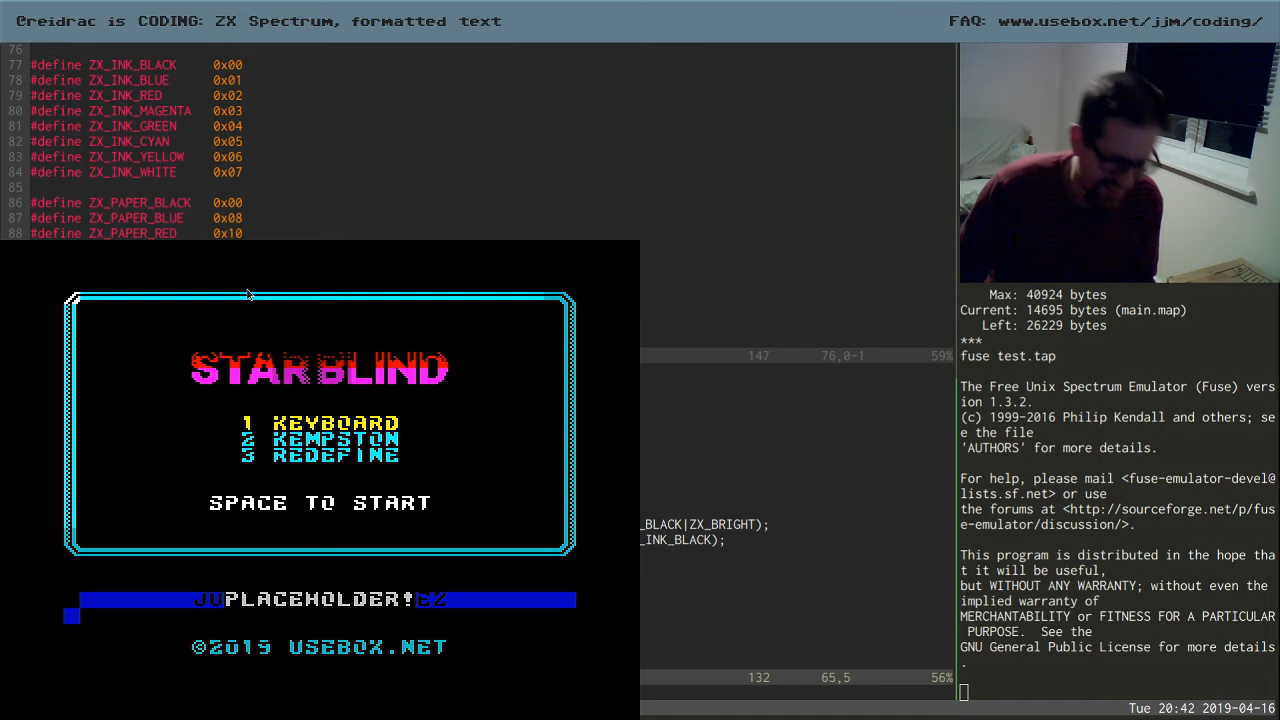 @reidrac is CODING: ZX Spectrum, formatted text
FAQ: www.usebox.net/jjm/coding/
76
77 #define ZX_INK_BLACK 0x00
78 #define ZX_INK_BLUE 0x01
79 #define ZX_INK_RED 0x02
80 #define ZX_INK_MAGENTA 0x03
81 #define ZX_INK_GREEN 0x04
82 #define ZX_INK_CYAN 0x05
83 #define ZX_INK_YELLOW 0x06
84 #define ZX_INK_WHITE 0x07
85
86 #define ZX_PAPER_BLACK 0x00
87 #define ZX_PAPER_BLUE 0x08
88 #define ZX_PAPER_RED 0x10
STARBLIND
1 KEYBOARD
2 KEMPSTON
3 REDEFINE
SPACE TO START
JUPLACEHOLDER!EZ
©2019 USEBOX.NET
147 76,0-1 59%
_BLACK|ZX_BRIGHT);
_INK_BLACK);
132 65,5 56%
Max: 40924 bytes
Current: 14695 bytes (main.map)
Left: 26229 bytes
***
fuse test.tap
The Free Unix Spectrum Emulator (Fuse) vers
ion 1.3.2.
(c) 1999-2016 Philip Kendall and others; se
e the file
'AUTHORS' for more details.
For help, please mail <fuse-emulator-devel@
lists.sf.net> or use
the forums at <http://sourceforge.net/p/fus
e-emulator/discussion/>.
This program is distributed in the hope tha
t it will be useful,
but WITHOUT ANY WARRANTY; without even the
implied warranty of
MERCHANTABILITY or FITNESS FOR A PARTICULAR
PURPOSE. See the
GNU General Public License for more details
.
Tue 20:42 2019-04-16